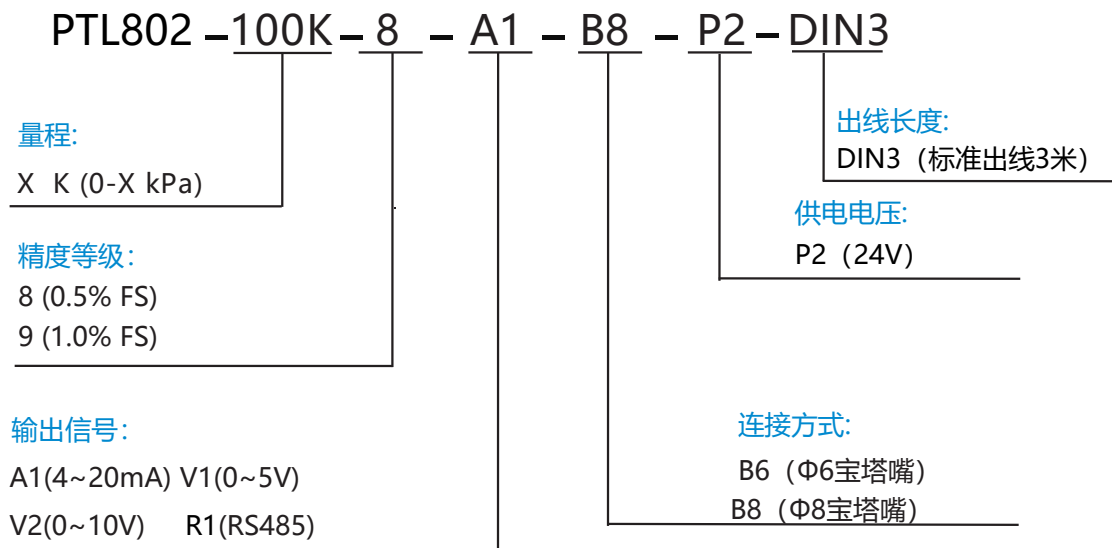 PTL802 – 100K – 8 – A1 – B8 – P2 – DIN3
量程:
X K (0-X kPa)
精度等级：
8 (0.5% FS)
9 (1.0% FS)
输出信号：
A1(4~20mA) V1(0~5V)
V2(0~10V) R1(RS485)
出线长度:
DIN3（标准出线3米）
供电电压:
P2（24V）
连接方式:
B6（Φ6宝塔嘴）
B8（Φ8宝塔嘴）